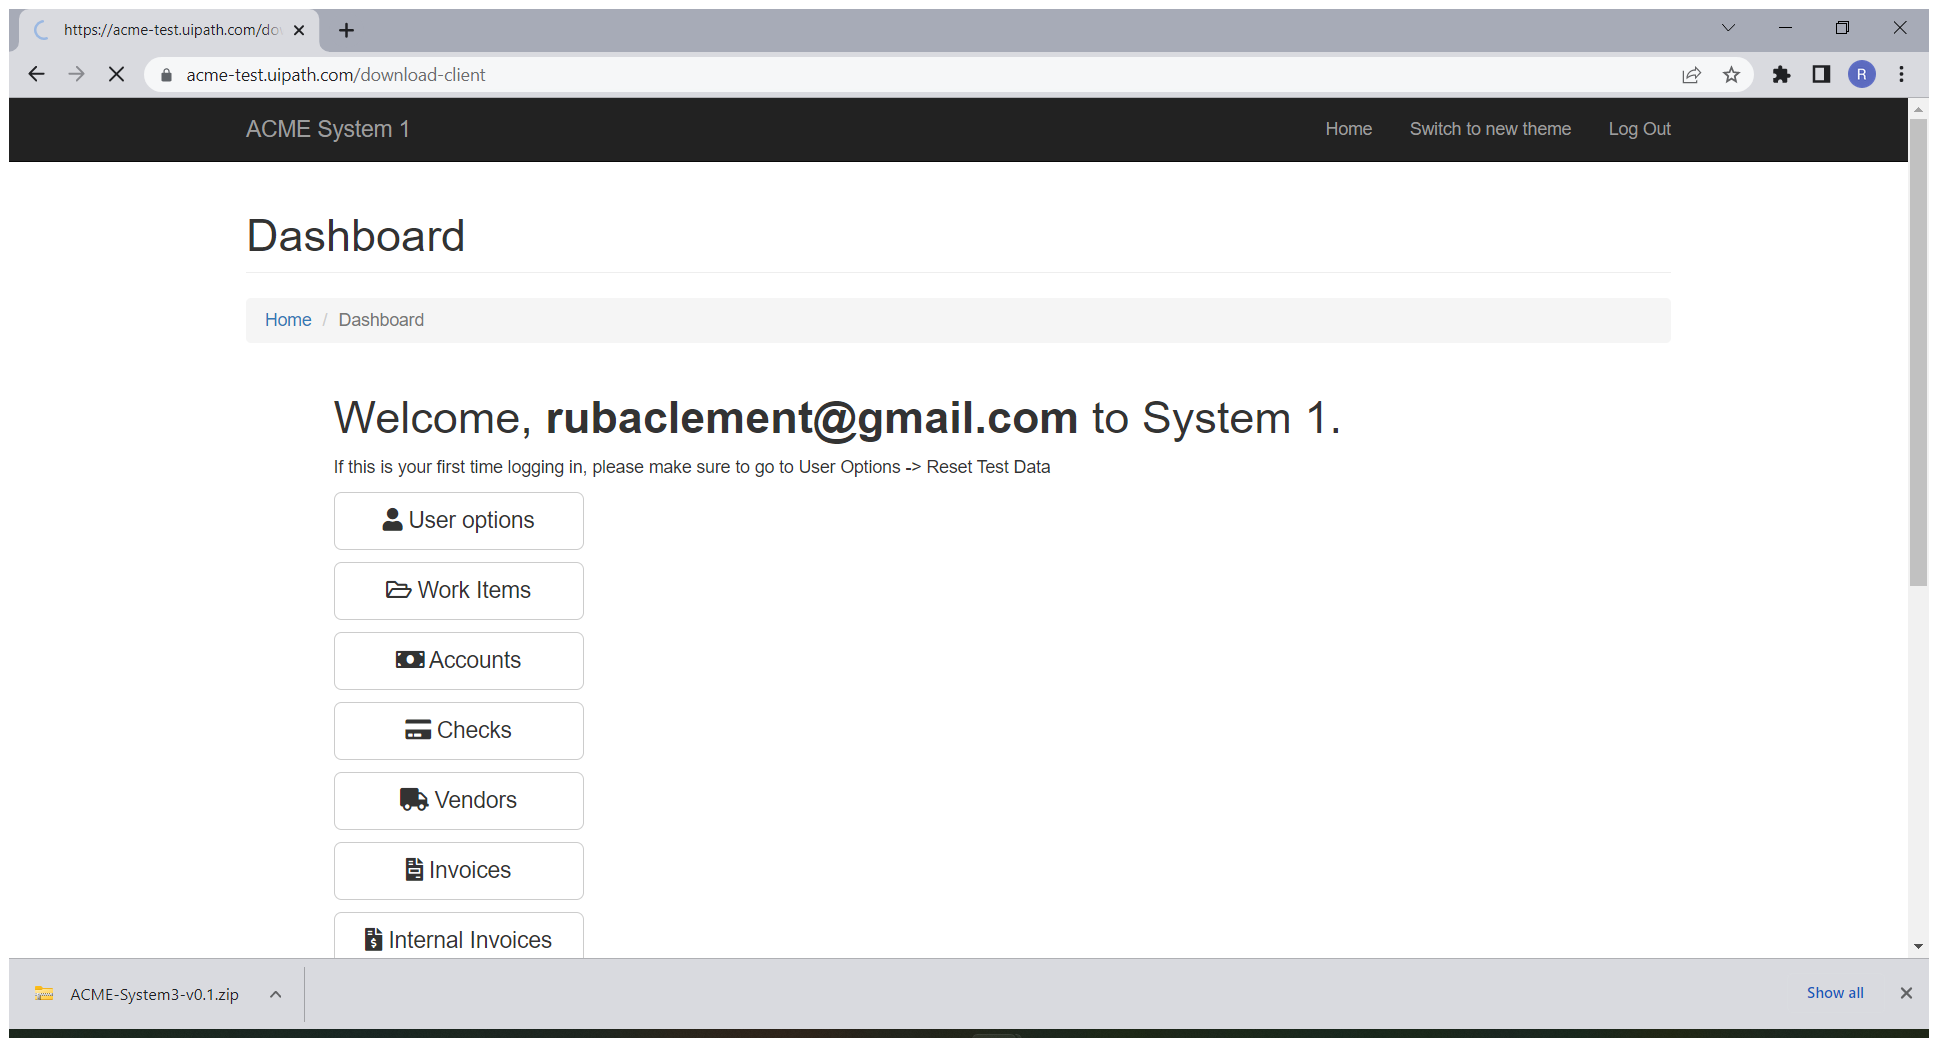 https://acme-test.uipath.com/do
acme-test.uipath.com/download-client
R
ACME System 1
Home
Switch to new theme
Log Out
Dashboard
Home / Dashboard
Welcome, rubaclement@gmail.com to System 1.
If this is your first time logging in, please make sure to go to User Options -> Reset Test Data
User options
Work Items
Accounts
Checks
Vendors
Invoices
Internal Invoices
ACME-System3-v0.1.zip
Show all